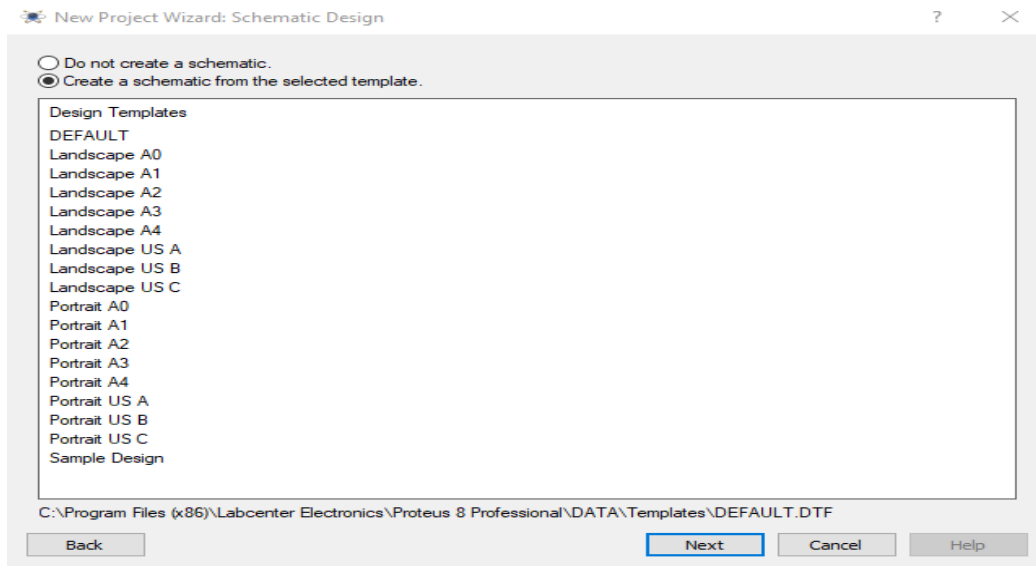 New Project Wizard: Schematic Design ?
Do not create a schematic.
Create a schematic from the selected template.
Design Templates
DEFAULT
Landscape A0
Landscape A1
Landscape A2
Landscape A3
Landscape A4
Landscape US A
Landscape US B
Landscape US C
Portrait A0
Portrait A1
Portrait A2
Portrait A3
Portrait A4
Portrait US A
Portrait US B
Portrait US C
Sample Design
C:\Program Files (x86)\Labcenter Electronics\Proteus 8 Professional\DATA\Templates\DEFAULT.DTF
Back Next Cancel Help